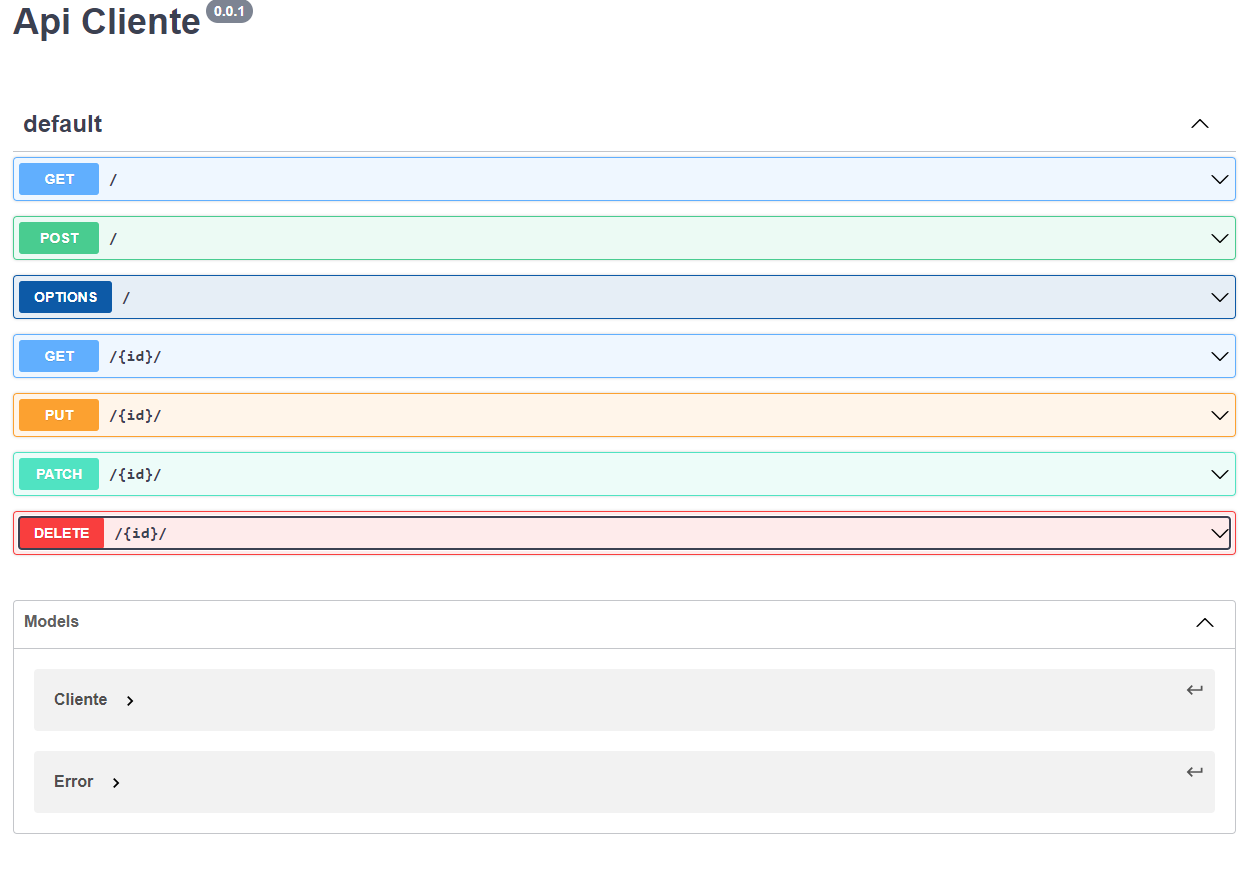 Api Cliente 0.0.1
default
GET /
POST /
OPTIONS /
GET /{id}/
PUT /{id}/
PATCH /{id}/
DELETE /{id}/
Models
Cliente
Error